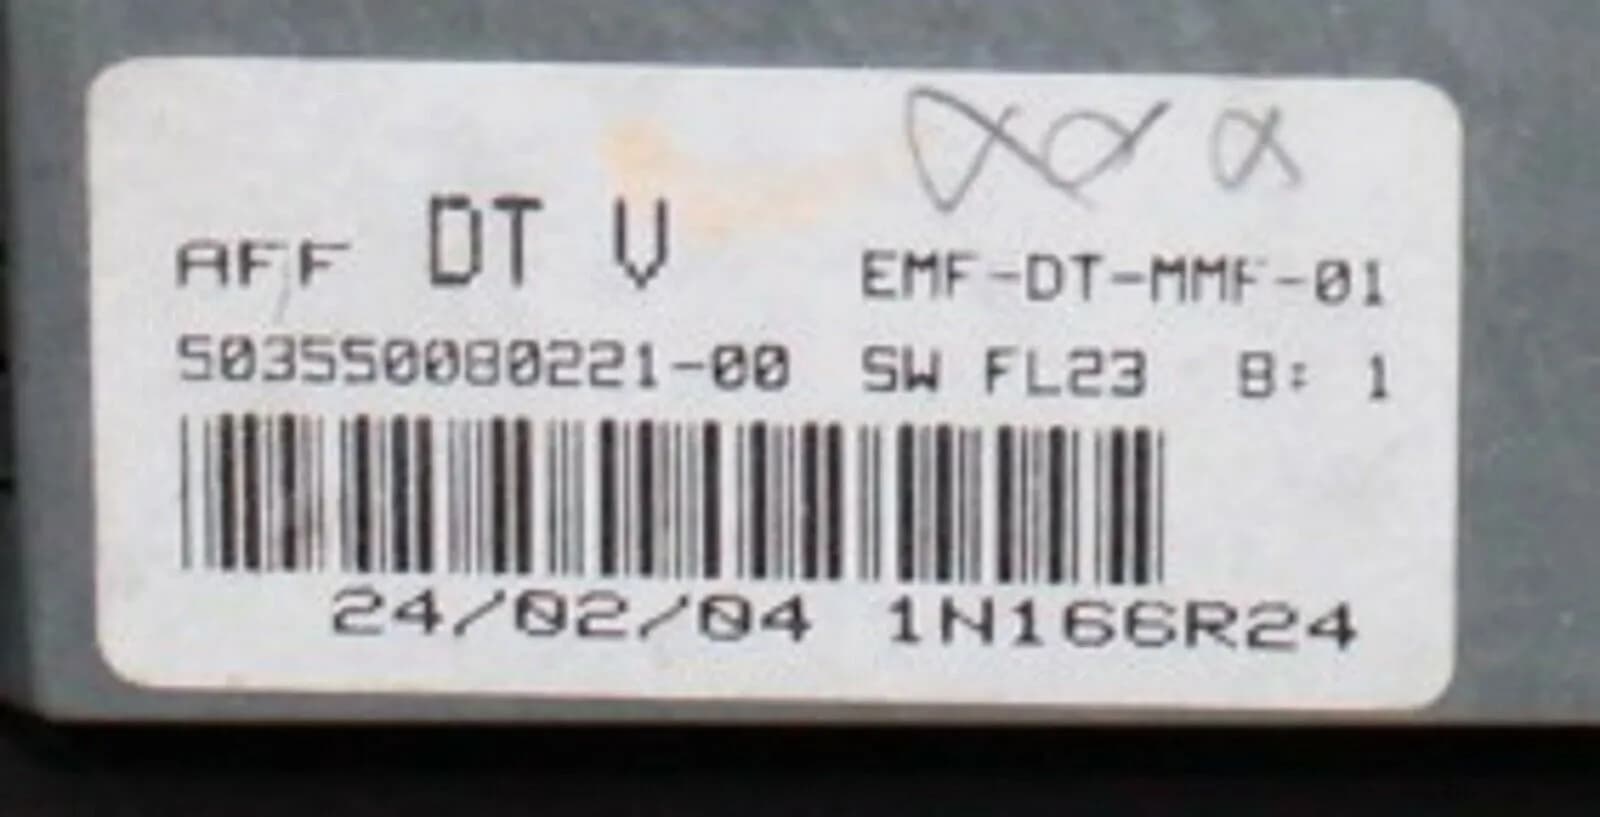 AFF DT V EMF-DT-MMF-01
503550080221-00 SW FL23 B: 1
24/02/04 1N166R24